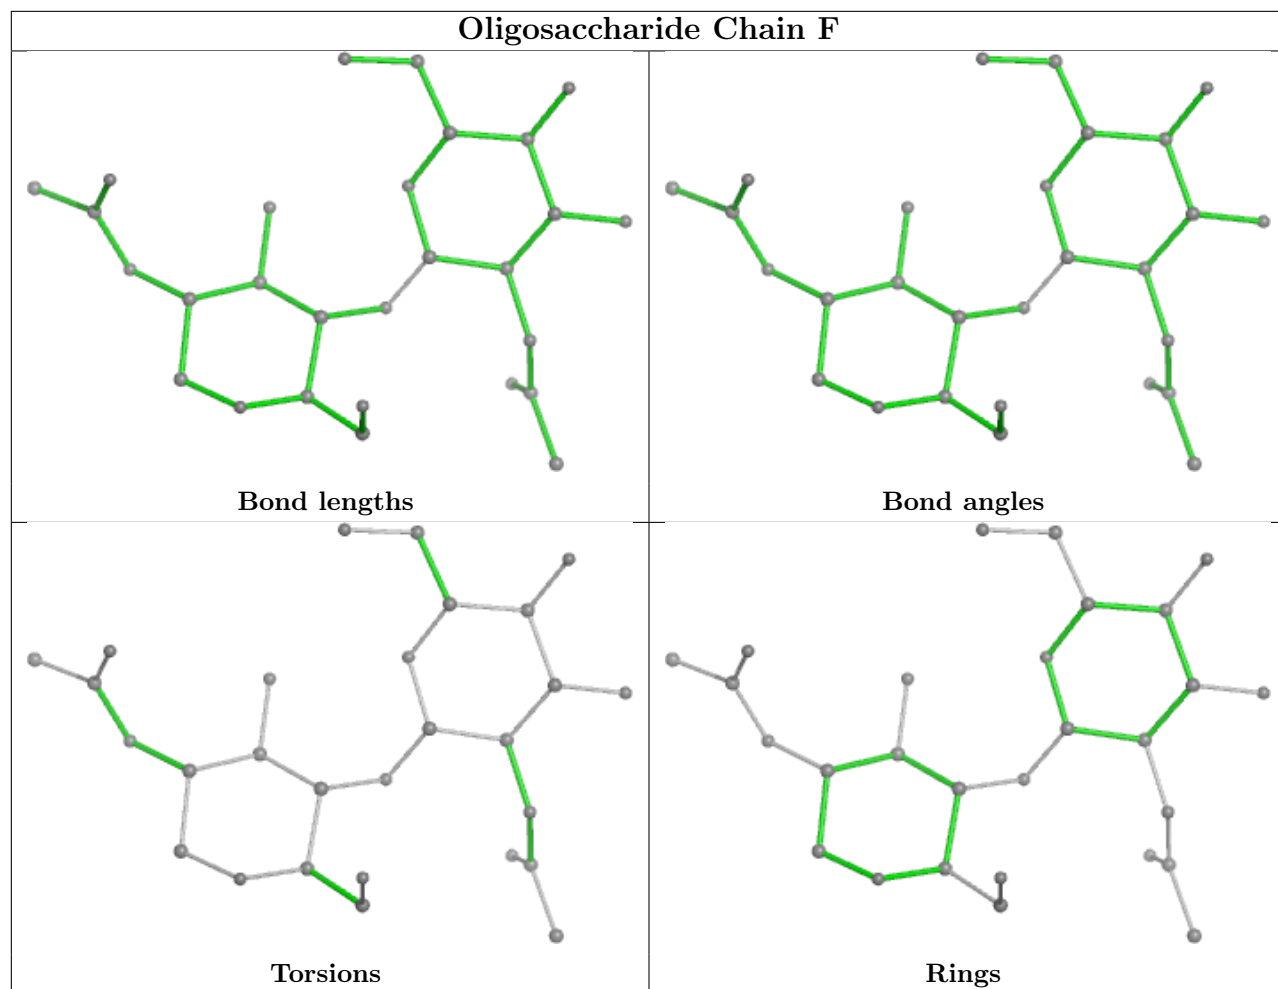 Oligosaccharide Chain F
Bond lengths
Bond angles
Torsions
Rings